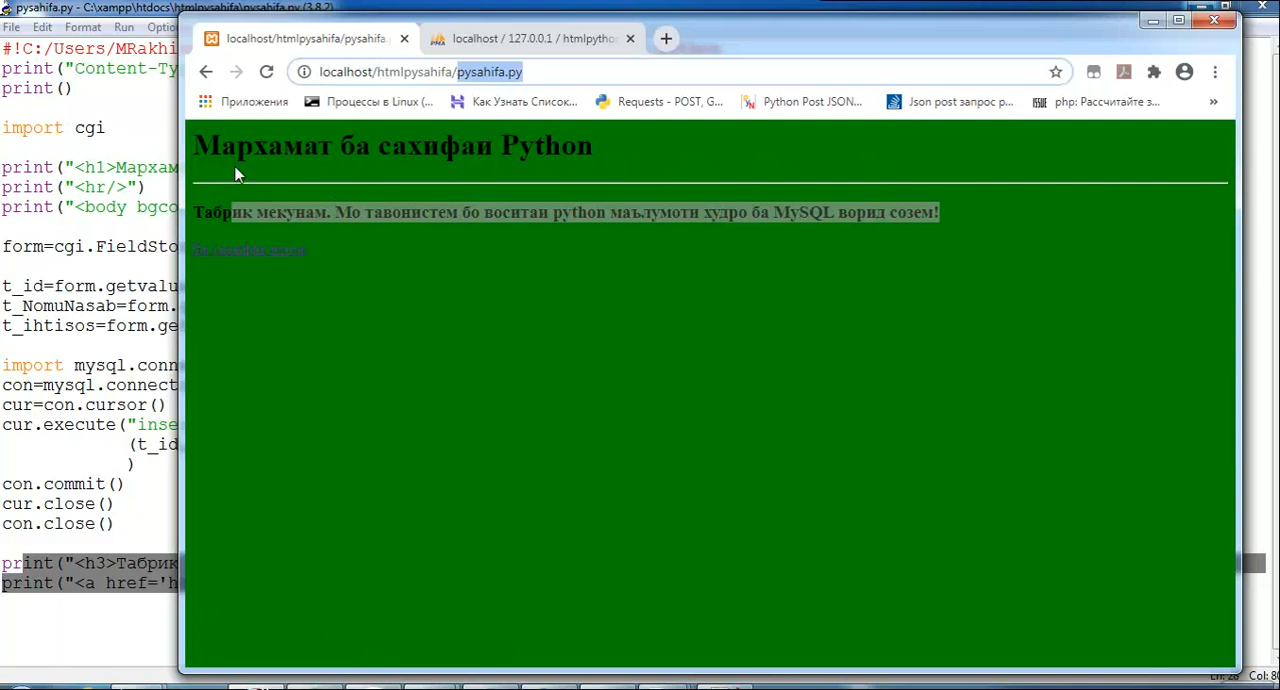 pysahifa.py - C:\xampp\htdocs\htmlpysahifa\pysahifa.py (3.8.2)
File Edit Format Run Optio
#!C:/Users/MRakhi
print("Content-Ty
print()
import cgi
print("<h1>Марҳам
print("<hr/>")
print("<body bgco
form=cgi.FieldSto
t_id=form.getvalu
t_NomuNasab=form.
t_ihtisos=form.ge
import mysql.conn
con=mysql.connect
cur=con.cursor()
cur.execute("inse
(t_id
)
con.commit()
cur.close()
con.close()
print("<h3>Табрик
print("<a href='h
localhost/htmlpysahifa/pysahifa.
localhost / 127.0.0.1 / htmlpytho
localhost/htmlpysahifa/pysahifa.py
Приложения Процессы в Linux (... Как Узнать Список... Requests - POST, G... Python Post JSON... Json post запрос р... php: Рассчитайте з... »
Мархамат ба сахифаи Python
Табрик мекунам. Мо тавонистем бо воситаи python маълумоти худро ба MySQL ворид созем!